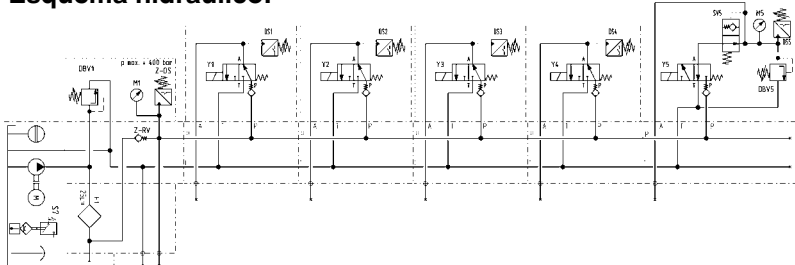 Esquema hidráulico:
p max. = 400 bar
DBV1
Z-DS
M1
Z-RV
DS1
DS2
DS3
DS4
DS5
SV5
M5
DBV5
Y2
Y3
Y4
Y5
A
T
P
A
T
P
A
T
P
A
T
P
A
T
P
A T P
A T P
A T P
A T P
A T P
M
F1